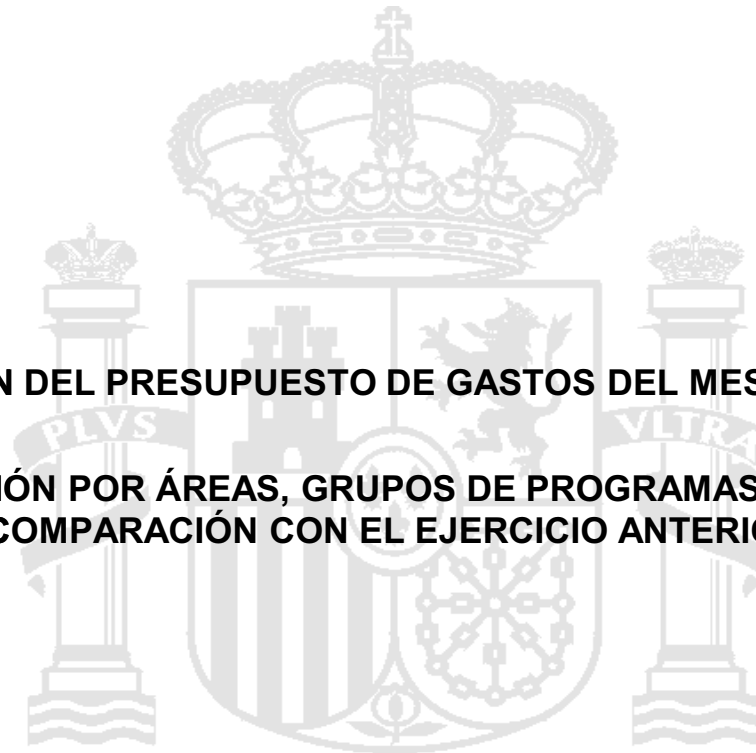 N DEL PRESUPUESTO DE GASTOS DEL MES
PLVS VLTRA
IÓN POR ÁREAS, GRUPOS DE PROGRAMAS
COMPARACIÓN CON EL EJERCICIO ANTERIO